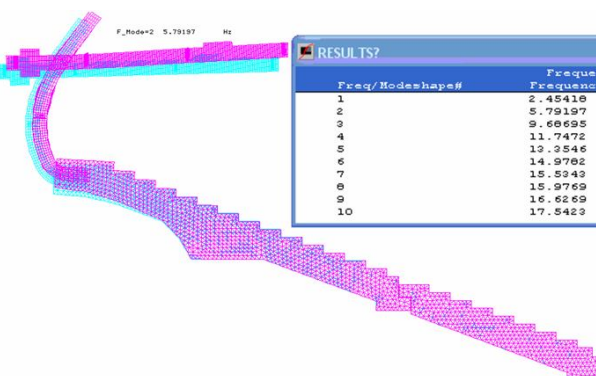 F_Mode=2 5.79197 Hz
RESULTS?
Freque
Freq/Modeshape# Frequenc
1 2.45418
2 5.79197
3 9.68695
4 11.7472
5 13.3546
6 14.9782
7 15.5343
8 15.9769
9 16.6269
10 17.5423